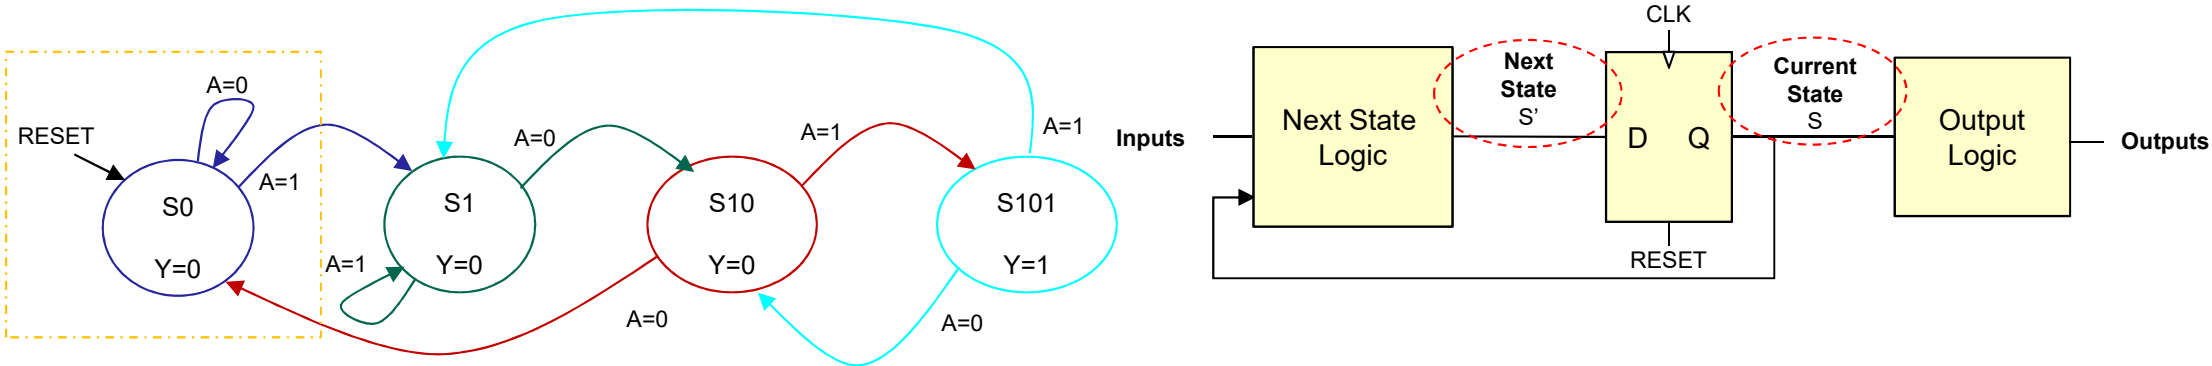 A=0
RESET
A=1
S0
Y=0
A=0
S1
Y=0
A=1
A=1
S10
Y=0
A=0
A=1
S101
Y=1
A=0
Inputs
Next State
Logic
Next
State
S’
CLK
D Q
RESET
Current
State
S
Output
Logic
Outputs